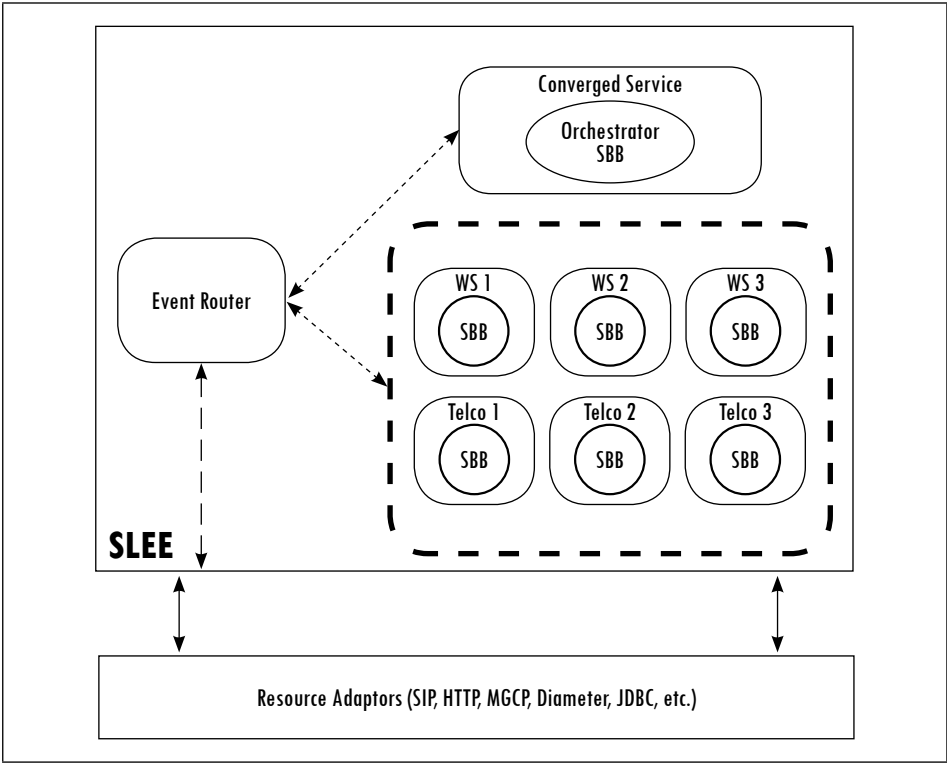 Converged Service
Orchestrator
SBB
Event Router
WS 1
WS 2
WS 3
SBB
SBB
SBB
Telco 1
Telco 2
Telco 3
SBB
SBB
SBB
SLEE
Resource Adaptors (SIP, HTTP, MGCP, Diameter, JDBC, etc.)